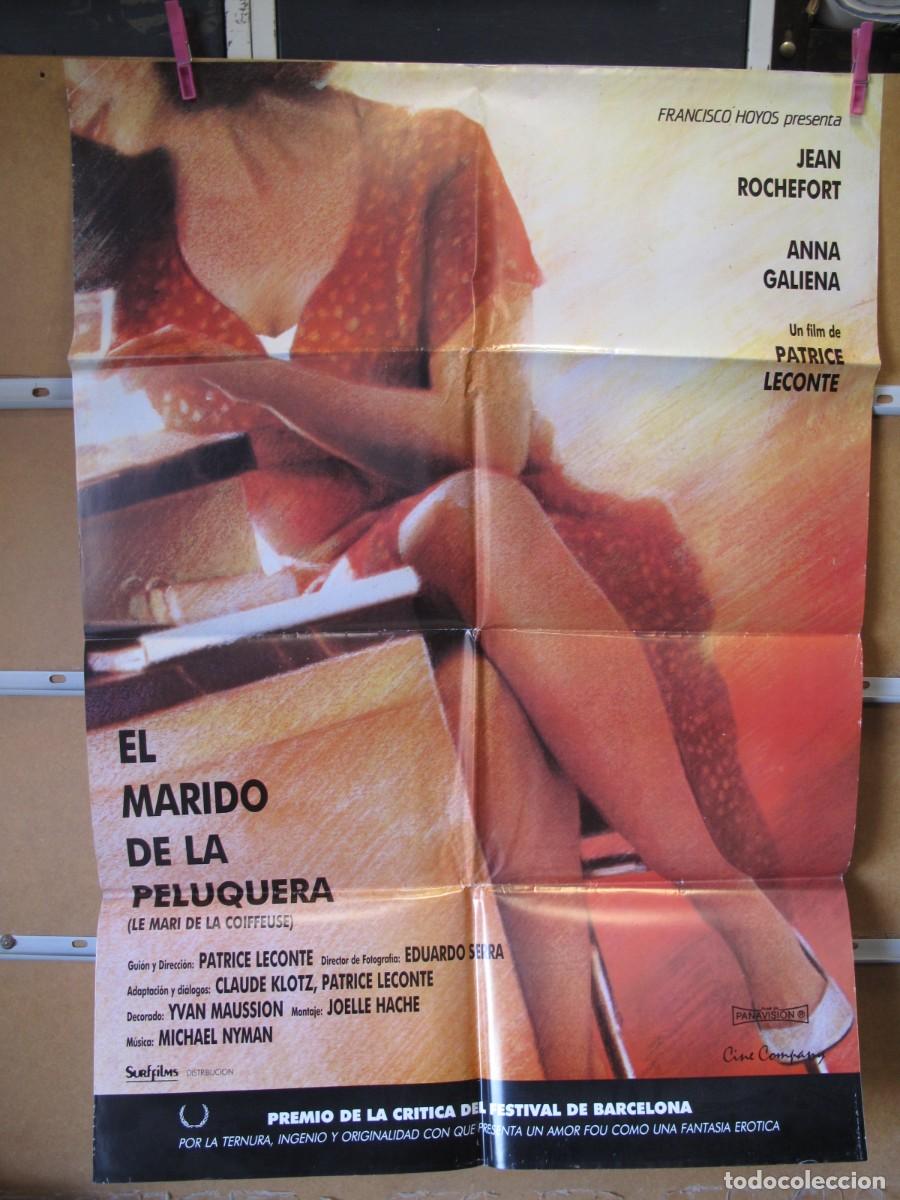 FRANCISCO HOYOS presenta
JEAN
ROCHEFORT
ANNA
GALIENA
Un film de
PATRICE
LECONTE
EL
MARIDO
DE LA
PELUQUERA
(LE MARI DE LA COIFFEUSE)
Guión y Dirección: PATRICE LECONTE Director de Fotografía: EDUARDO SERRA
Adaptación y dialogos: CLAUDE KLOTZ, PATRICE LECONTE
Decorado: YVAN MAUSSION Montaje: JOELLE HACHE
Música: MICHAEL NYMAN
PANAVISION ®
Cine Company
SURFFILMS DISTRIBUCION
PREMIO DE LA CRITICA DEL FESTIVAL DE BARCELONA
POR LA TERNURA, INGENIO Y ORIGINALIDAD CON QUE PRESENTA UN AMOR FOU COMO UNA FANTASIA EROTICA
todocoleccion